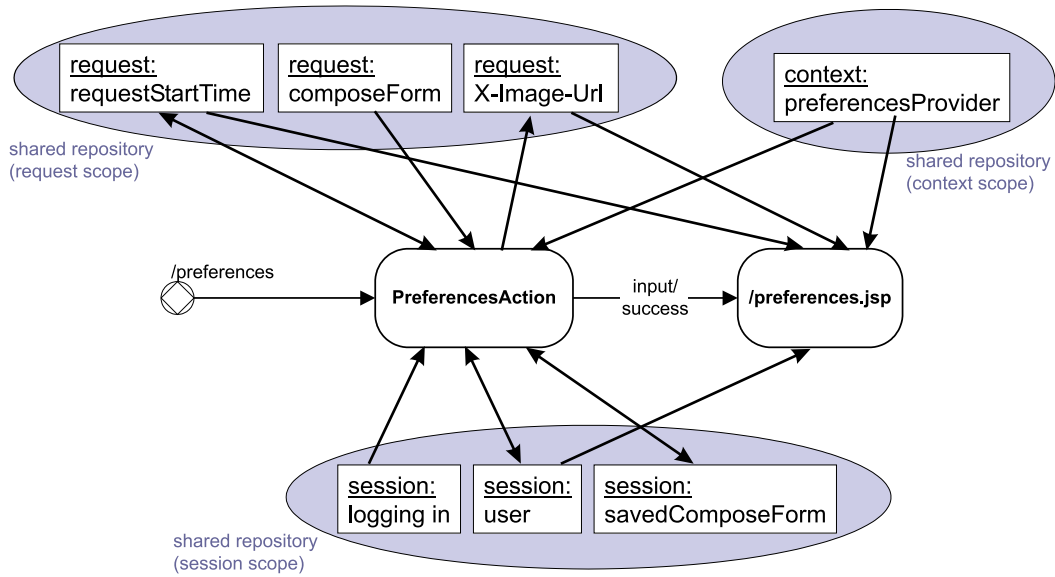 request:
requestStartTime
request:
composeForm
request:
X-Image-Url
context:
preferencesProvider
shared repository
(request scope)
shared repository
(context scope)
/preferences
PreferencesAction
input/
success
/preferences.jsp
session:
logging in
session:
user
session:
savedComposeForm
shared repository
(session scope)